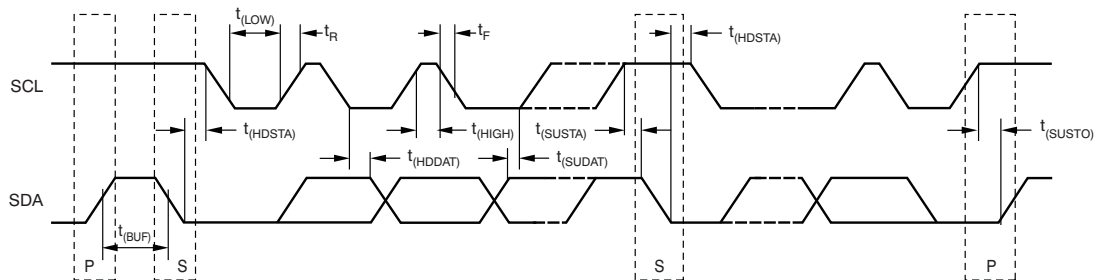 t(LOW)
tR
tF
t(HDSTA)
SCL
t(HDSTA)
t(HIGH)
t(SUSTA)
t(SUSTO)
t(HDDAT)
t(SUDAT)
SDA
t(BUF)
P
S
S
P